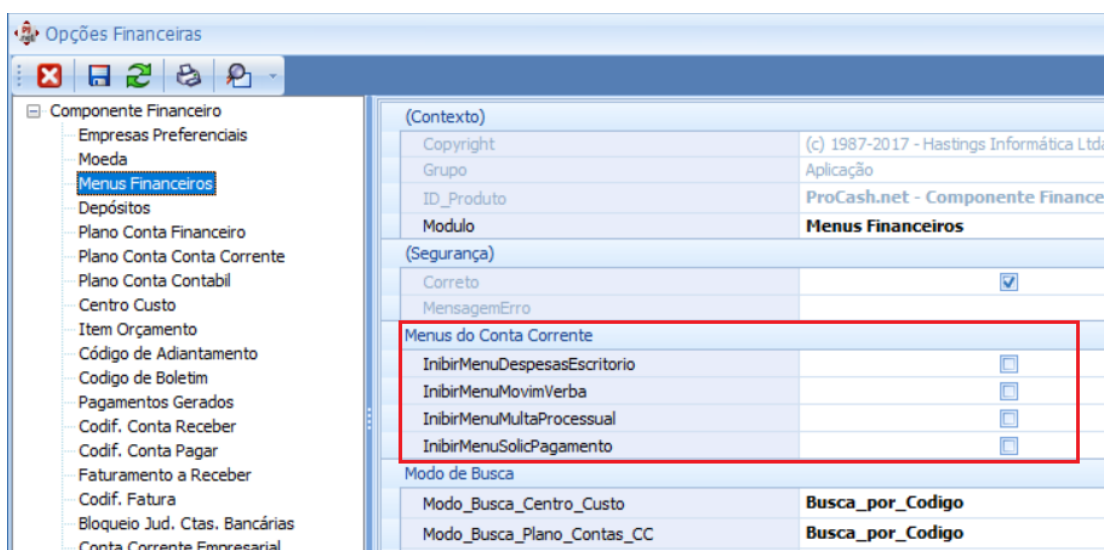 Opções Financeiras
Componente Financeiro
Empresas Preferenciais
Moeda
Menus Financeiros
Depósitos
Plano Conta Financeiro
Plano Conta Conta Corrente
Plano Conta Contabil
Centro Custo
Item Orçamento
Código de Adiantamento
Codigo de Boletim
Pagamentos Gerados
Codif. Conta Receber
Codif. Conta Pagar
Faturamento a Receber
Codif. Fatura
Bloqueio Jud. Ctas. Bancárias
Conta Corrente Empresarial
(Contexto)
Copyright (c) 1987-2017 - Hastings Informática Ltda
Grupo Aplicação
ID_Produto ProCash.net - Componente Finance
Modulo Menus Financeiros
(Segurança)
Correto
MensagemErro
Menus do Conta Corrente
InibirMenuDespesasEscritorio
InibirMenuMovimVerba
InibirMenuMultaProcessual
InibirMenuSolicPagamento
Modo de Busca
Modo_Busca_Centro_Custo Busca_por_Codigo
Modo_Busca_Plano_Contas_CC Busca_por_Codigo